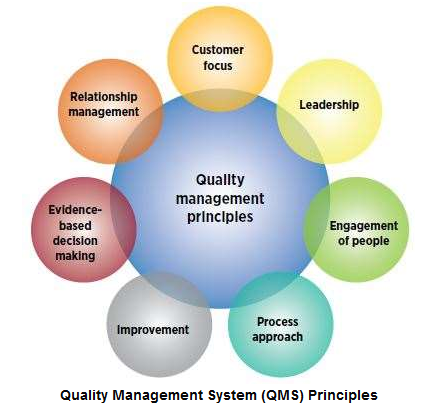 Customer
focus
Leadership
Engagement
of people
Process
approach
Improvement
Evidence-
based
decision
making
Relationship
management
Quality
management
principles
Quality Management System (QMS) Principles